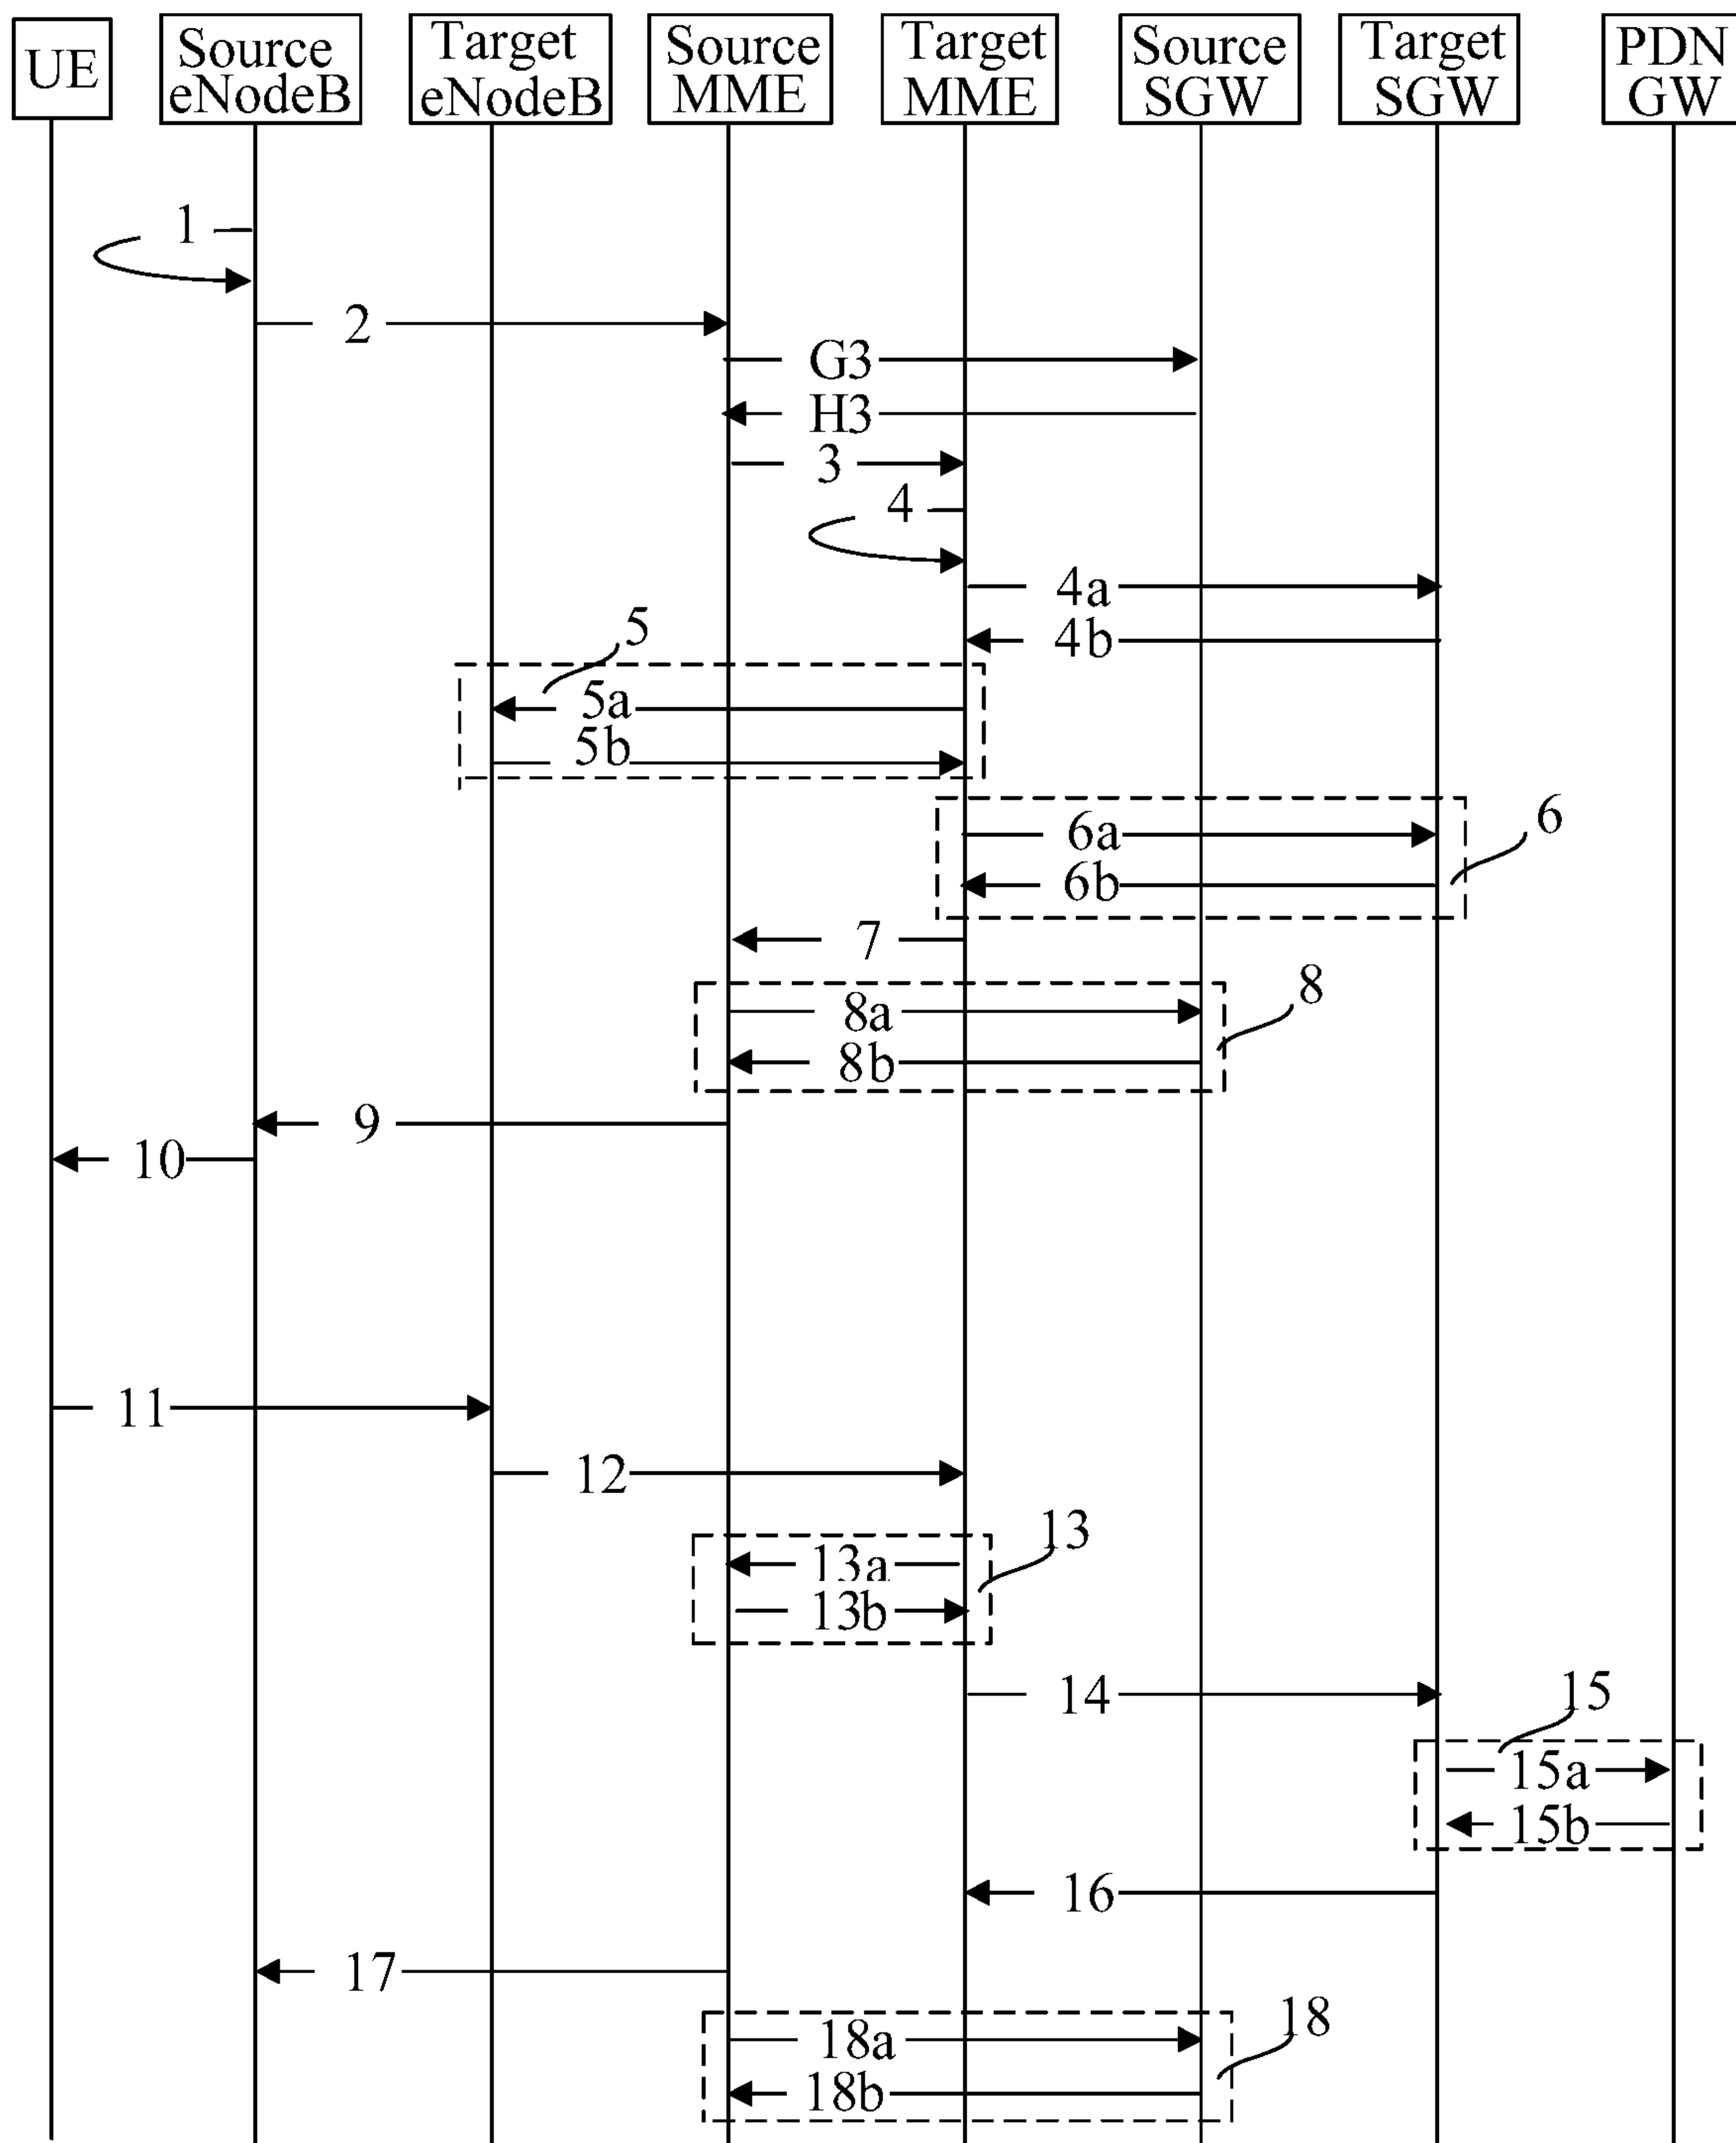 UE
Source
eNodeB
Target
eNodeB
Source
MME
Target
MME
Source
SGW
Target
SGW
PDN
GW
1
2
G3
H3
3
4
4a
4b
5
5a
5b
6a
6
6b
7
8
8a
8b
9
10
11
12
13
13a
13b
14
15
15a
15b
16
17
18
18a
18b